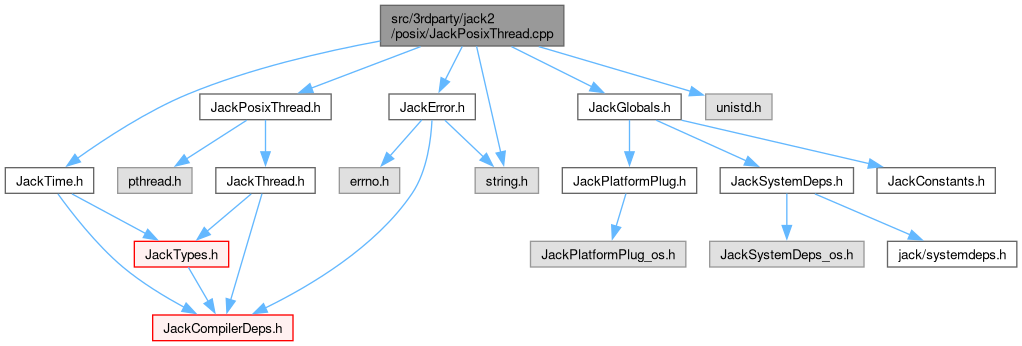 src/3rdparty/jack2
/posix/JackPosixThread.cpp
JackPosixThread.h
JackError.h
JackGlobals.h
unistd.h
JackTime.h
pthread.h
JackThread.h
errno.h
string.h
JackPlatformPlug.h
JackSystemDeps.h
JackConstants.h
JackTypes.h
JackPlatformPlug_os.h
JackSystemDeps_os.h
jack/systemdeps.h
JackCompilerDeps.h